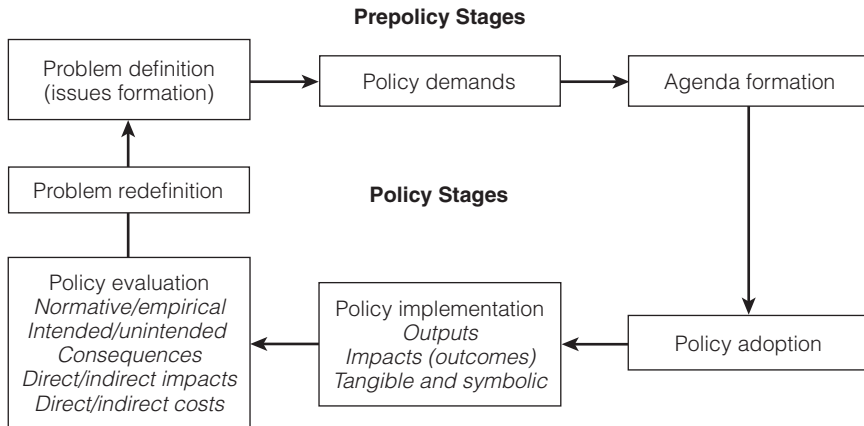 Prepolicy Stages
Problem definition
(issues formation)
Policy demands
Agenda formation
Problem redefinition
Policy Stages
Policy evaluation
Normative/empirical
Intended/unintended
Consequences
Direct/indirect impacts
Direct/indirect costs
Policy implementation
Outputs
Impacts (outcomes)
Tangible and symbolic
Policy adoption